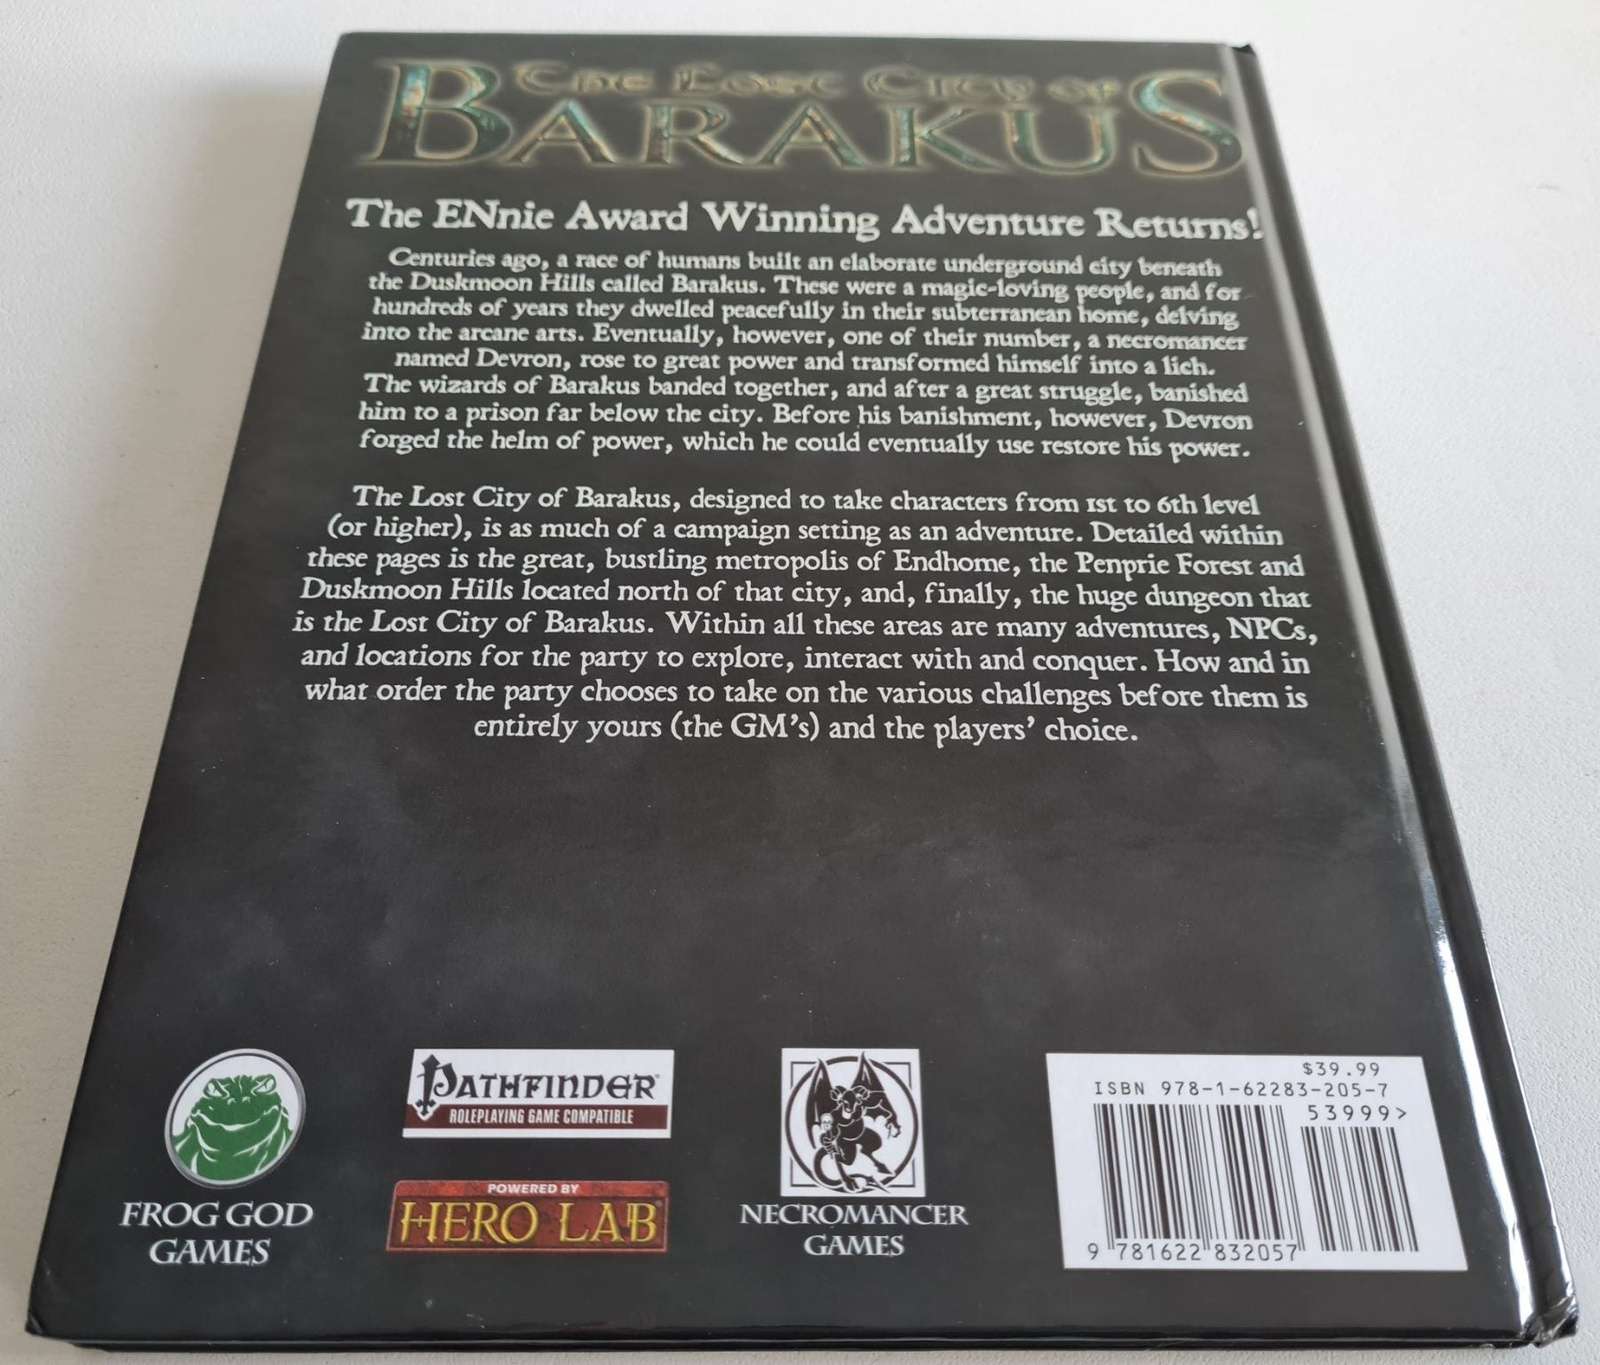 The Lost City of
BARAKUS
The ENnie Award Winning Adventure Returns!
Centuries ago, a race of humans built an elaborate underground city beneath
the Duskmoon Hills called Barakus. These were a magic-loving people, and for
hundreds of years they dwelled peacefully in their subterranean home, delving
into the arcane arts. Eventually, however, one of their number, a necromancer
named Devron, rose to great power and transformed himself into a lich.
The wizards of Barakus banded together, and after a great struggle, banished
him to a prison far below the city. Before his banishment, however, Devron
forged the helm of power, which he could eventually use restore his power.
The Lost City of Barakus, designed to take characters from 1st to 6th level
(or higher), is as much of a campaign setting as an adventure. Detailed within
these pages is the great, bustling metropolis of Endhome, the Penprie Forest and
Duskmoon Hills located north of that city, and, finally, the huge dungeon that
is the Lost City of Barakus. Within all these areas are many adventures, NPCs,
and locations for the party to explore, interact with and conquer. How and in
what order the party chooses to take on the various challenges before them is
entirely yours (the GM's) and the players' choice.
FROG GOD
GAMES
PATHFINDER
ROLEPLAYING GAME COMPATIBLE
POWERED BY
HERO LAB
NECROMANCER
GAMES
$39.99
ISBN 978-1-62283-205-7
53999>
9 781622 832057